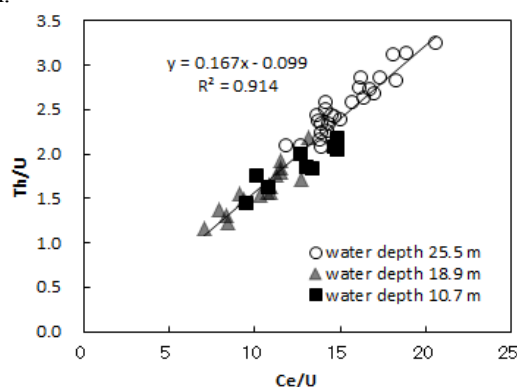 3.5
3.0
2.5
2.0
1.5
1.0
0.5
0.0
Th/U
y = 0.167x - 0.099
R² = 0.914
water depth 25.5 m
water depth 18.9 m
water depth 10.7 m
0 5 10 15 20 25
Ce/U